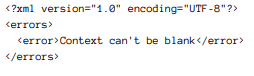 <?xml version="1.0" encoding="UTF-8"?>
<errors>
  <error>Context can't be blank</error>
</errors>